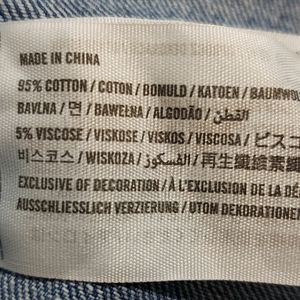 MADE IN CHINA
95% COTTON / COTON / BOMULD / KATOEN / BAUMWO
BAVLNA / 면 / BAWEŁNA / ALGODÃO / القطن /
5% VISCOSE / VISKOSE / VISKOS / VISCOSA / ビスコ
비스코스 / WISKOZA / الفسكوز / 再生纖維素纖
EXCLUSIVE OF DECORATION / À L'EXCLUSION DE LA DÉ
AUSSCHLIESSLICH VERZIERUNG / UTOM DEKORATIONER